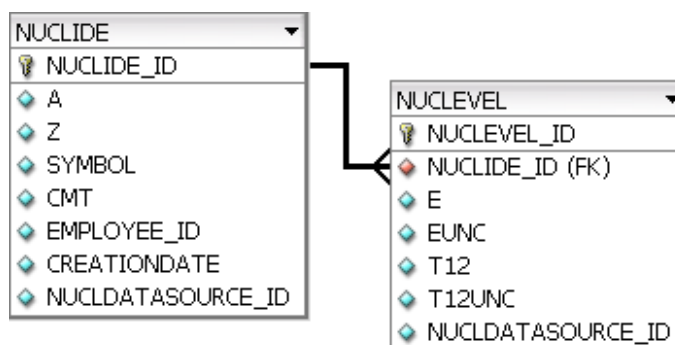 NUCLIDE
NUCLIDE_ID
A
Z
SYMBOL
CMT
EMPLOYEE_ID
CREATIONDATE
NUCLDATASOURCE_ID
NUCLEVEL
NUCLEVEL_ID
NUCLIDE_ID (FK)
E
EUNC
T12
T12UNC
NUCLDATASOURCE_ID